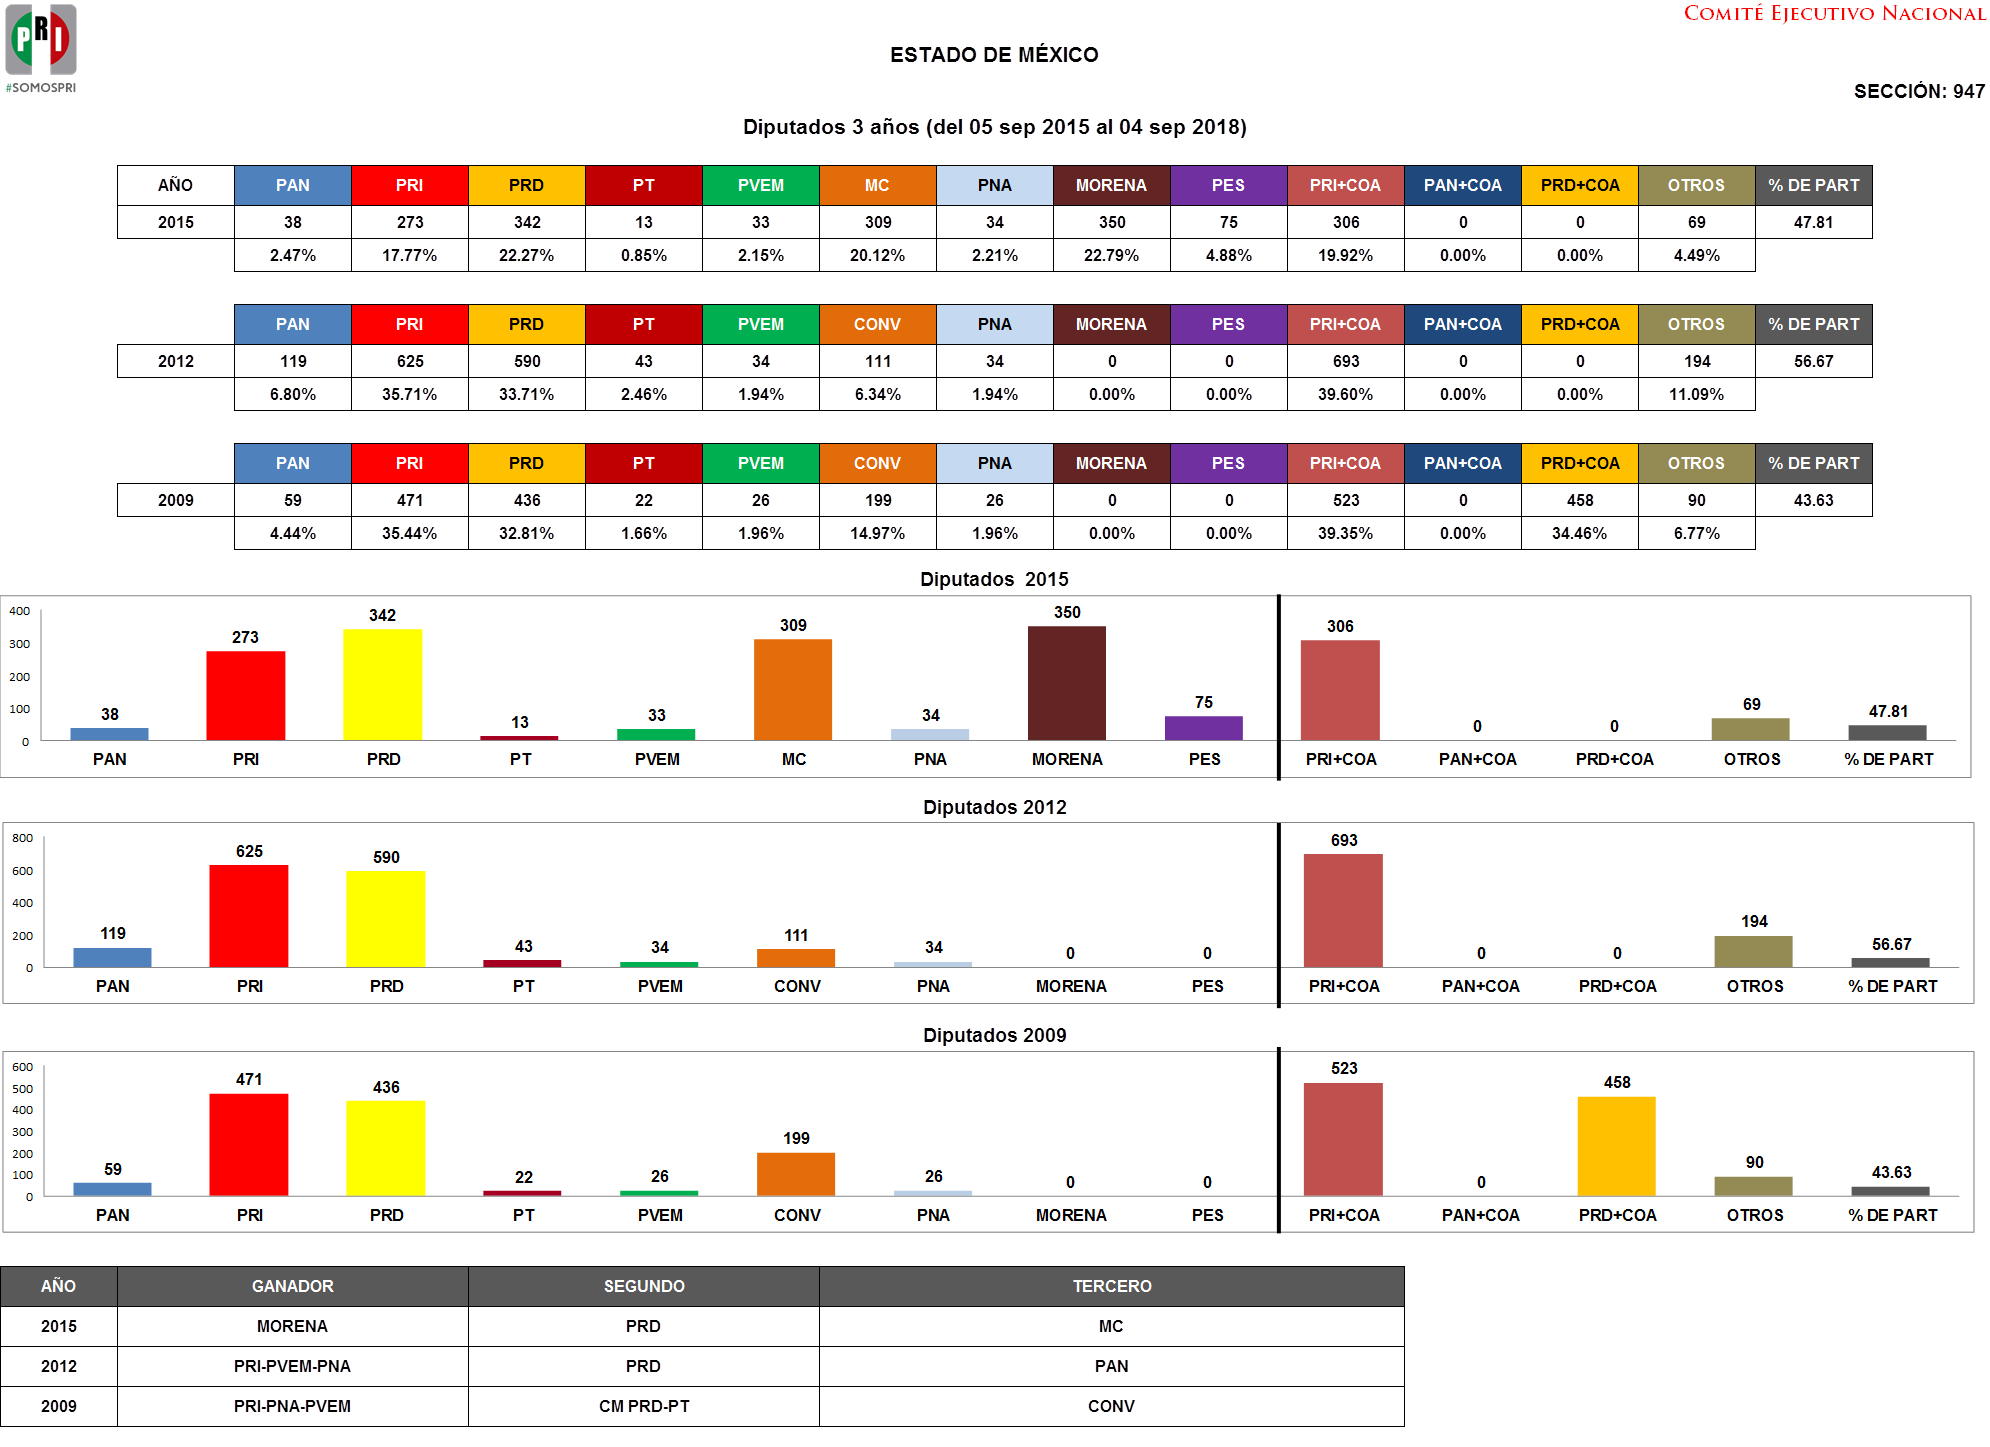 PRI
#SOMOSPRI
COMITÉ EJECUTIVO NACIONAL
ESTADO DE MÉXICO
SECCIÓN: 947
Diputados 3 años (del 05 sep 2015 al 04 sep 2018)
AÑO PAN PRI PRD PT PVEM MC PNA MORENA PES PRI+COA PAN+COA PRD+COA OTROS % DE PART
2015 38 273 342 13 33 309 34 350 75 306 0 0 69 47.81
2.47% 17.77% 22.27% 0.85% 2.15% 20.12% 2.21% 22.79% 4.88% 19.92% 0.00% 0.00% 4.49%
PAN PRI PRD PT PVEM CONV PNA MORENA PES PRI+COA PAN+COA PRD+COA OTROS % DE PART
2012 119 625 590 43 34 111 34 0 0 693 0 0 194 56.67
6.80% 35.71% 33.71% 2.46% 1.94% 6.34% 1.94% 0.00% 0.00% 39.60% 0.00% 0.00% 11.09%
PAN PRI PRD PT PVEM CONV PNA MORENA PES PRI+COA PAN+COA PRD+COA OTROS % DE PART
2009 59 471 436 22 26 199 26 0 0 523 0 458 90 43.63
4.44% 35.44% 32.81% 1.66% 1.96% 14.97% 1.96% 0.00% 0.00% 39.35% 0.00% 34.46% 6.77%
Diputados 2015
400
300
200
100
0
38 273 342 13 33 309 34 350 75 306 0 0 69 47.81
PAN PRI PRD PT PVEM MC PNA MORENA PES PRI+COA PAN+COA PRD+COA OTROS % DE PART
Diputados 2012
800
600
400
200
0
119 625 590 43 34 111 34 0 0 693 0 0 194 56.67
PAN PRI PRD PT PVEM CONV PNA MORENA PES PRI+COA PAN+COA PRD+COA OTROS % DE PART
Diputados 2009
600
500
400
300
200
100
0
59 471 436 22 26 199 26 0 0 523 0 458 90 43.63
PAN PRI PRD PT PVEM CONV PNA MORENA PES PRI+COA PAN+COA PRD+COA OTROS % DE PART
AÑO GANADOR SEGUNDO TERCERO
2015 MORENA PRD MC
2012 PRI-PVEM-PNA PRD PAN
2009 PRI-PNA-PVEM CM PRD-PT CONV